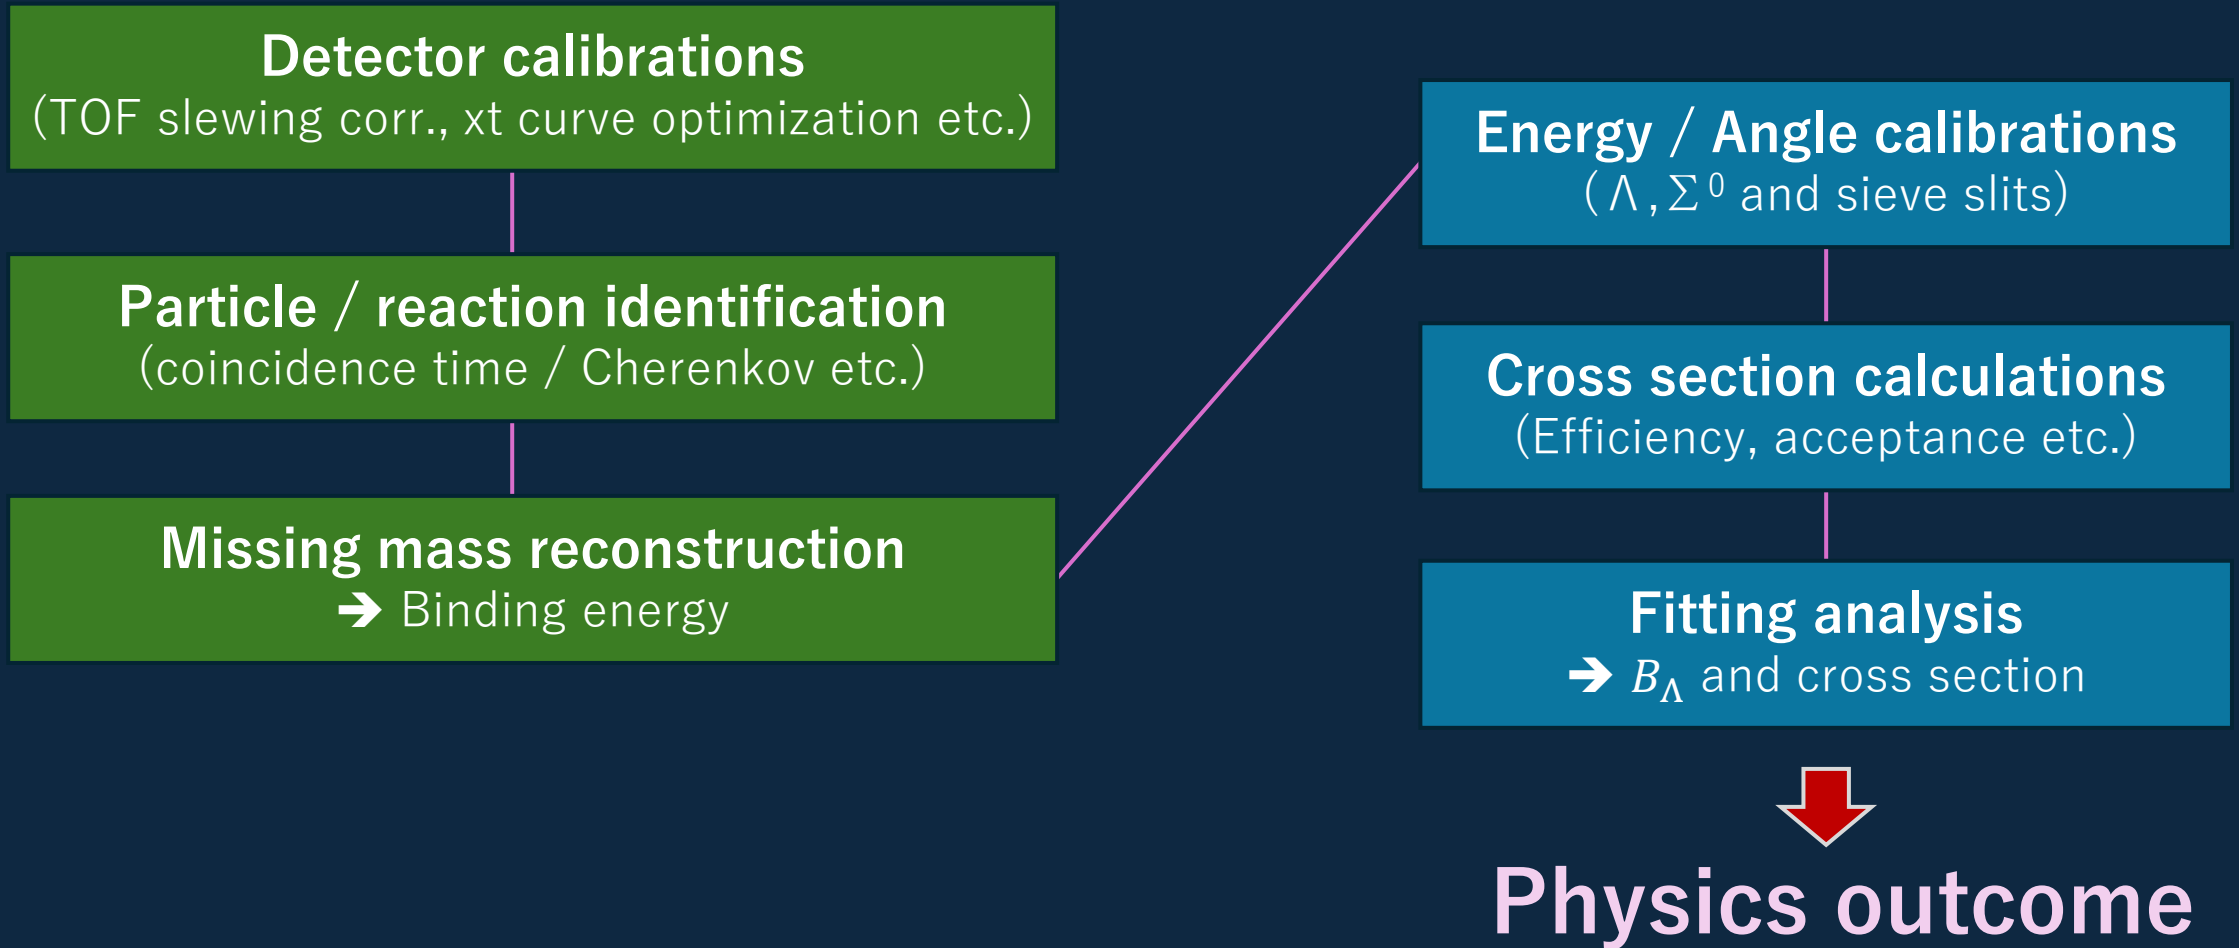 Detector calibrations
(TOF slewing corr., xt curve optimization etc.)
Particle / reaction identification
(coincidence time / Cherenkov etc.)
Missing mass reconstruction
➔ Binding energy
Energy / Angle calibrations
(Λ, Σ⁰ and sieve slits)
Cross section calculations
(Efficiency, acceptance etc.)
Fitting analysis
➔ B_Λ and cross section
Physics outcome